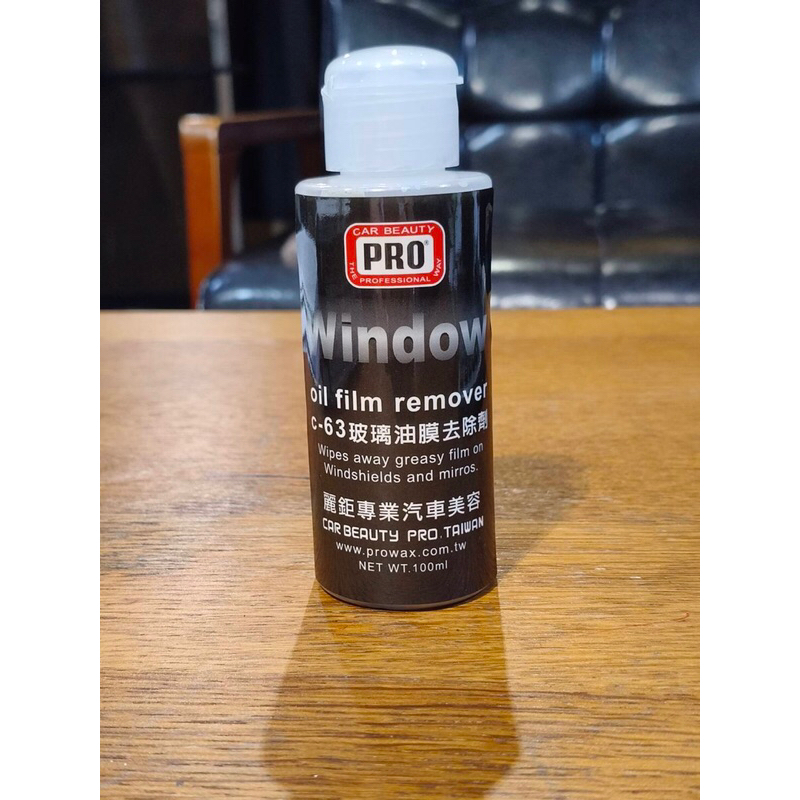 CAR BEAUTY
PRO®
THE PROFESSIONAL WAY
Window
oil film remover
c-63玻璃油膜去除劑
Wipes away greasy film on
Windshields and mirros.
麗鉅專業汽車美容
CAR BEAUTY PRO.TAIWAN
www.prowax.com.tw
NET WT.100ml